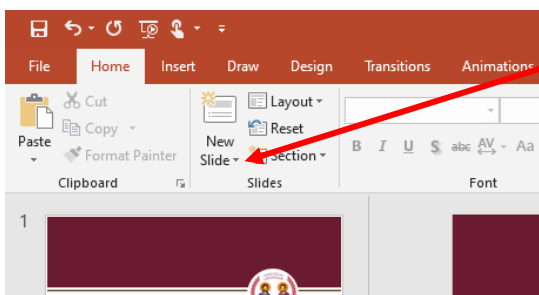 File Home Insert Draw Design Transitions Animations
Cut
Copy
Format Painter
Paste
Clipboard
New
Slide
Layout
Reset
Section
Slides
B I U S abc AV Aa
Font
1